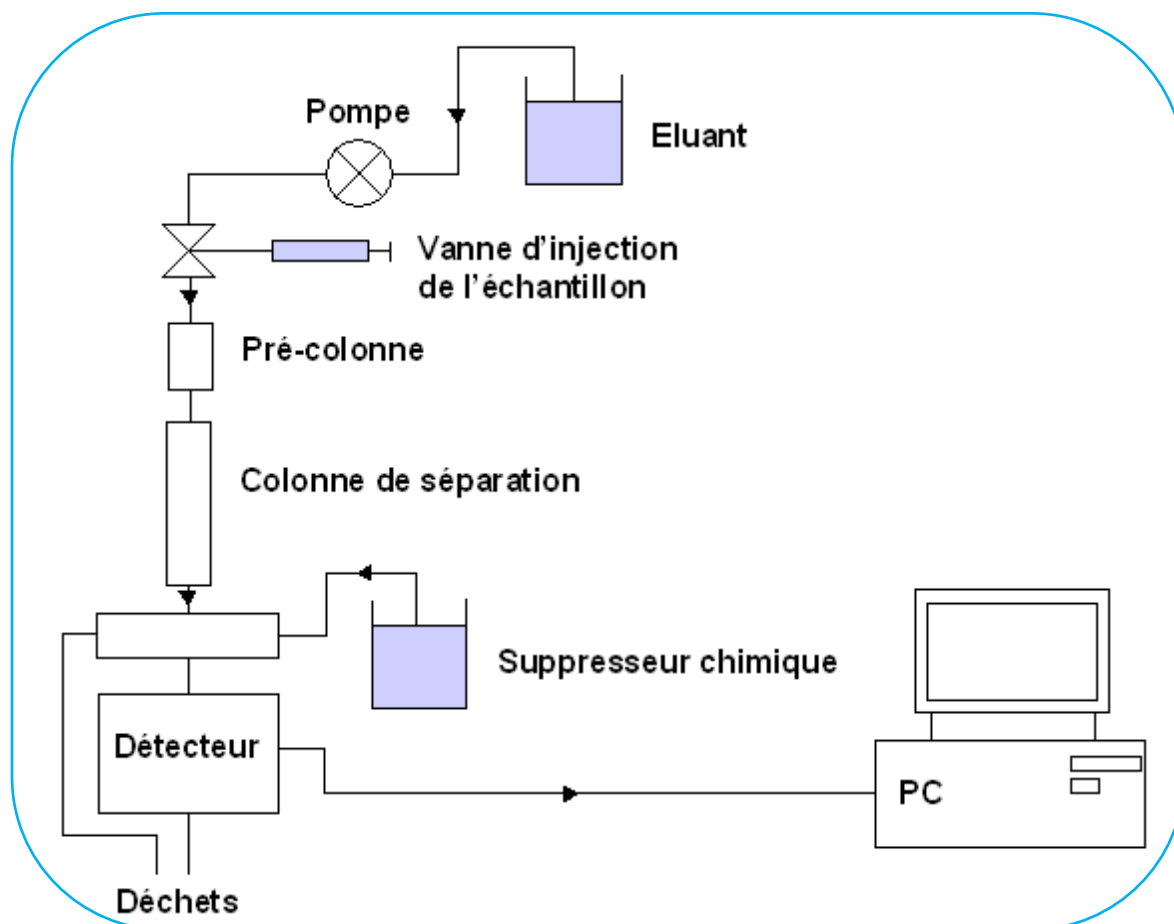 Pompe
Eluant
Vanne d'injection
de l'échantillon
Pré-colonne
Colonne de séparation
Suppresseur chimique
Détecteur
PC
Déchets